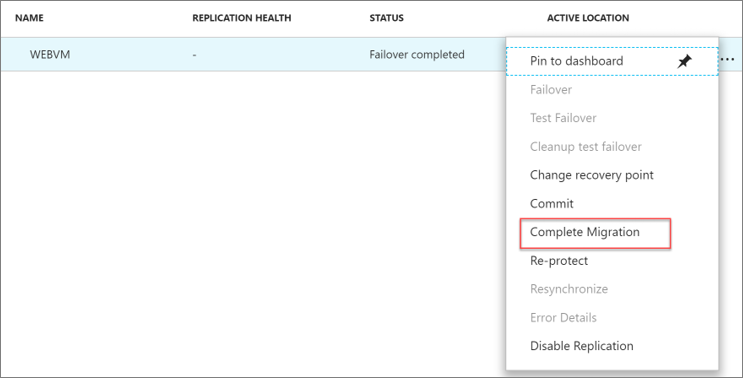 NAME REPLICATION HEALTH STATUS ACTIVE LOCATION
WEBVM - Failover completed
Pin to dashboard
Failover
Test Failover
Cleanup test failover
Change recovery point
Commit
Complete Migration
Re-protect
Resynchronize
Error Details
Disable Replication